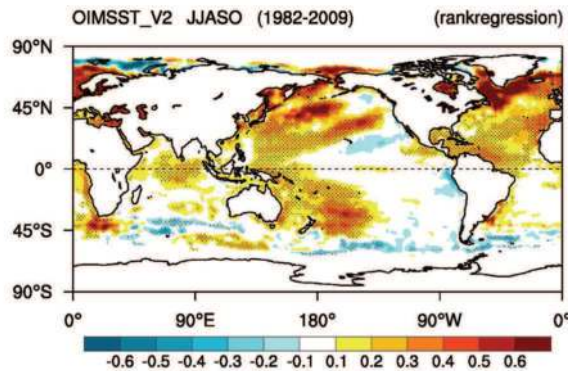 OIMSST_V2 JJASO (1982-2009) (rankregression)
90°N
45°N
0°
45°S
90°S
0° 90°E 180° 90°W 0°
-0.6 -0.5 -0.4 -0.3 -0.2 -0.1 0.1 0.2 0.3 0.4 0.5 0.6